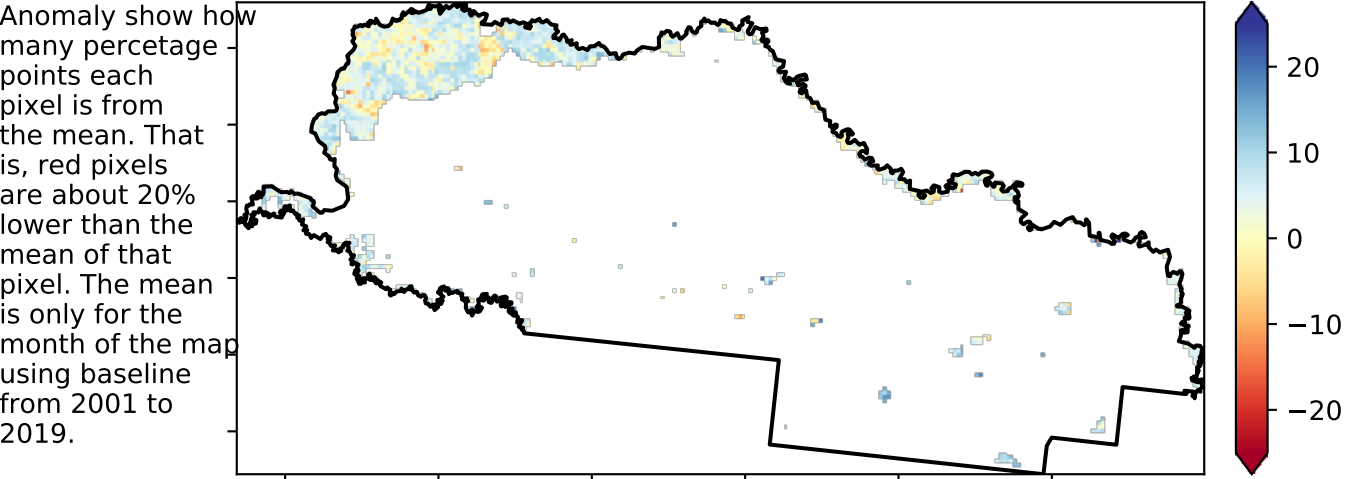 Anomaly show how
many percetage
points each
pixel is from
the mean. That
is, red pixels
are about 20%
lower than the
mean of that
pixel. The mean
is only for the
month of the map
using baseline
from 2001 to
2019.
20
10
0
−10
−20